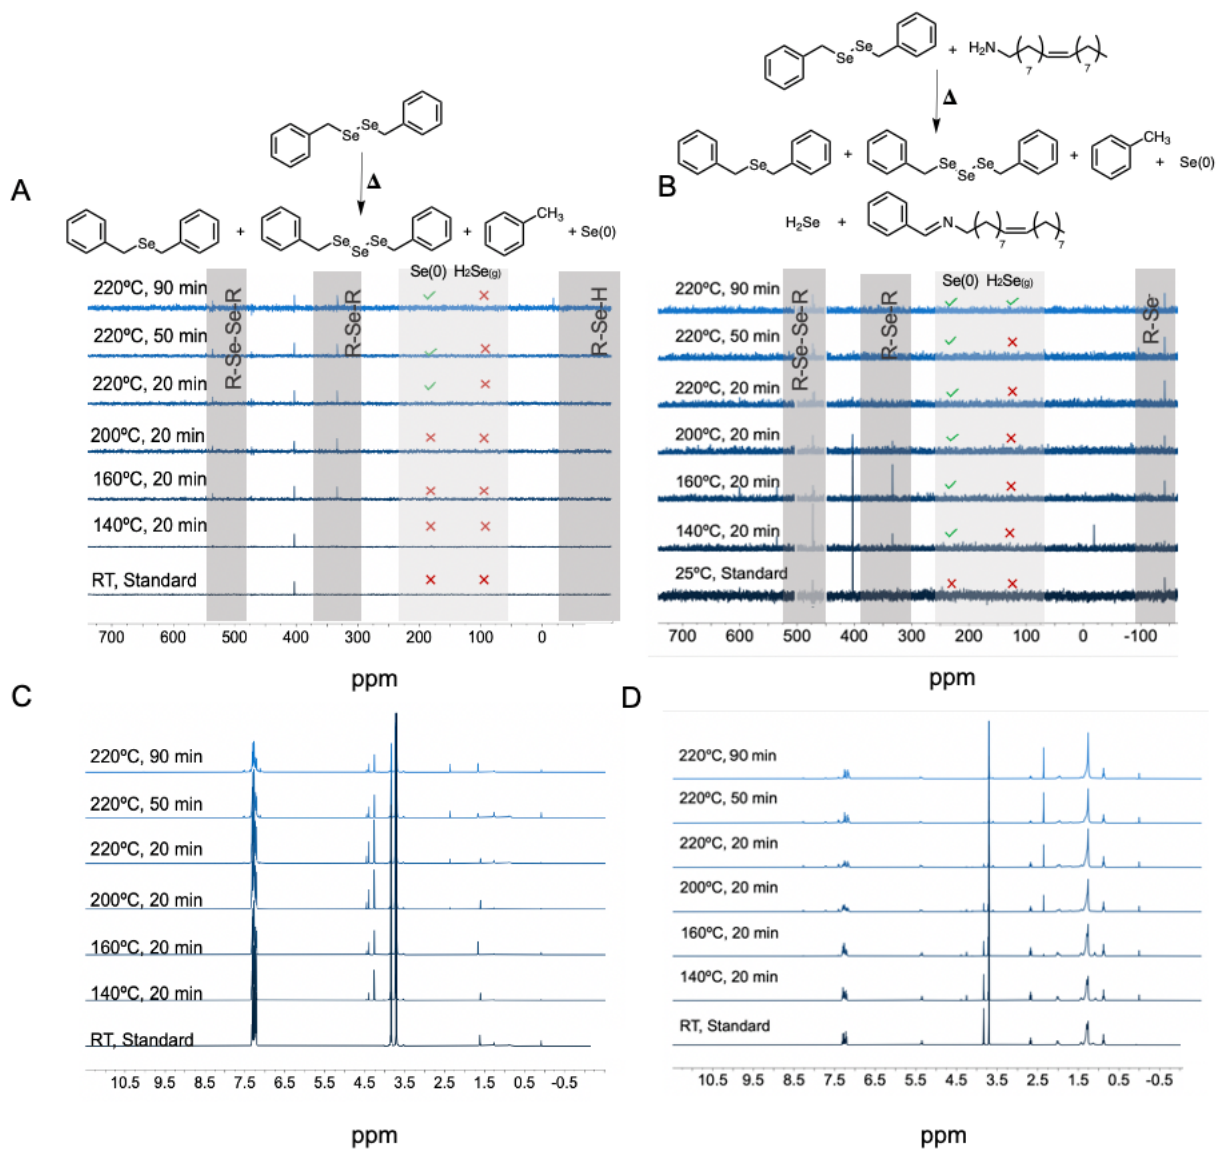 Se
Se
Δ
A
Se
+
Se
Se
Se
+
CH3
+ Se(0)
Se(0) H2Se(g)
220ºC, 90 min
220ºC, 50 min
220ºC, 20 min
200ºC, 20 min
160ºC, 20 min
140ºC, 20 min
RT, Standard
R-Se-Se-R
R-Se-R
R-Se-H
700 600 500 400 300 200 100 0
ppm
Se
Se
+
H2N
7
7
Δ
B
Se
+
Se
Se
Se
+
CH3
+ Se(0)
H2Se +
N
7
7
Se(0) H2Se(g)
220ºC, 90 min
220ºC, 50 min
220ºC, 20 min
200ºC, 20 min
160ºC, 20 min
140ºC, 20 min
25ºC, Standard
R-Se-Se-R
R-Se-R
R-Se-
700 600 500 400 300 200 100 0 -100
ppm
C
220ºC, 90 min
220ºC, 50 min
220ºC, 20 min
200ºC, 20 min
160ºC, 20 min
140ºC, 20 min
RT, Standard
10.5 9.5 8.5 7.5 6.5 5.5 4.5 3.5 2.5 1.5 0.5 -0.5
ppm
D
220ºC, 90 min
220ºC, 50 min
220ºC, 20 min
200ºC, 20 min
160ºC, 20 min
140ºC, 20 min
RT, Standard
10.5 9.5 8.5 7.5 6.5 5.5 4.5 3.5 2.5 1.5 0.5 -0.5
ppm